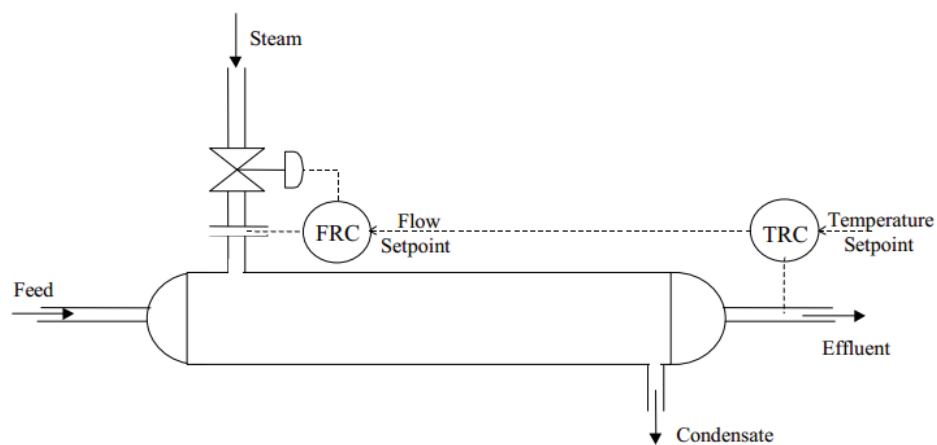 Steam
FRC
Flow
Setpoint
TRC
Temperature
Setpoint
Feed
Effluent
Condensate